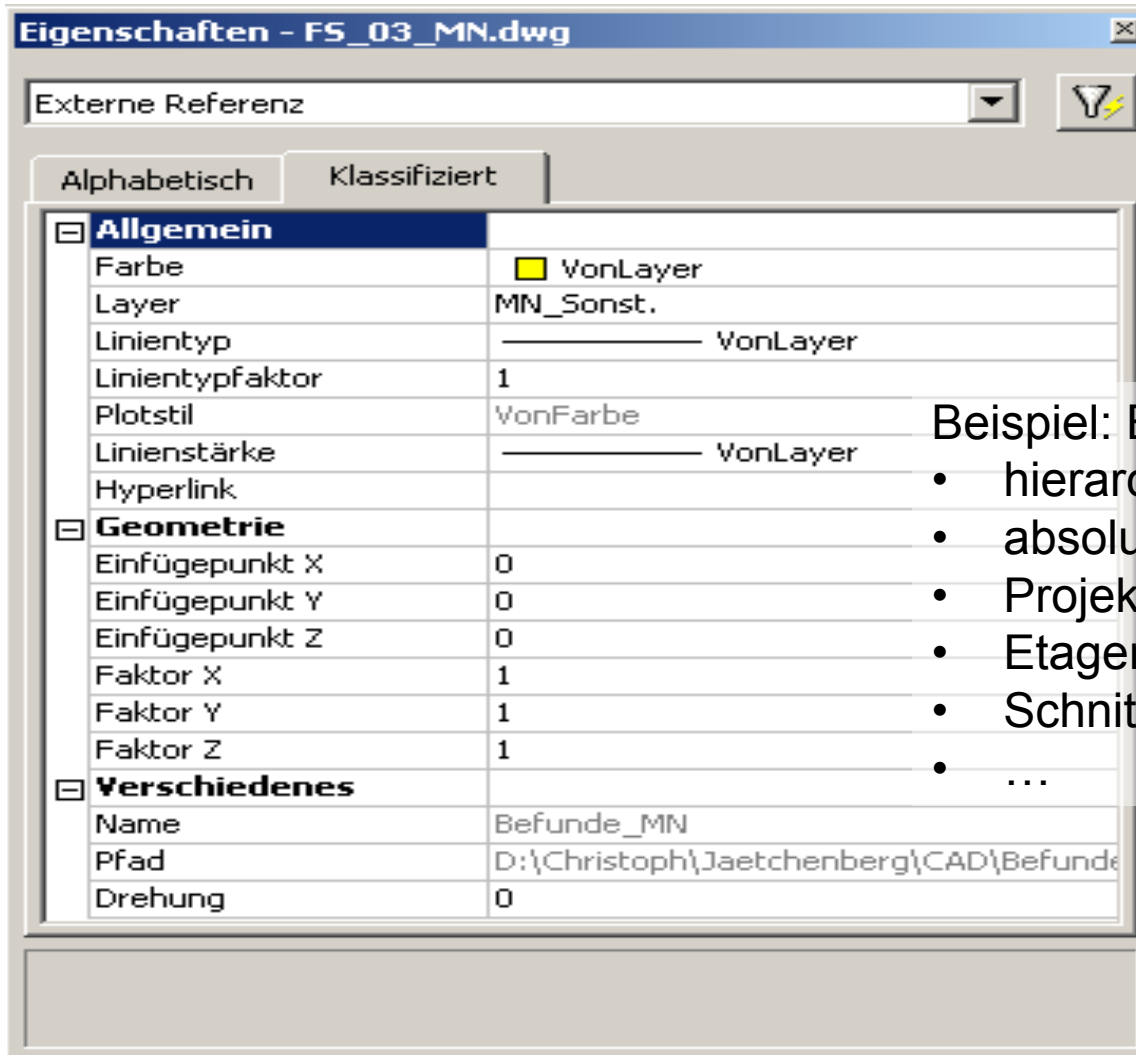 Eigenschaften - FS_03_MN.dwg
Externe Referenz
Alphabetisch Klassifiziert
Allgemein
Farbe VonLayer
Layer MN_Sonst.
Linientyp VonLayer
Linientypfaktor 1
Plotstil VonFarbe
Linienstärke VonLayer
Hyperlink
Geometrie
Einfügepunkt X 0
Einfügepunkt Y 0
Einfügepunkt Z 0
Faktor X 1
Faktor Y 1
Faktor Z 1
Verschiedenes
Name Befunde_MN
Pfad D:\Christoph\Jaetchenberg\CAD\Befunde
Drehung 0
Beispiel:
• …